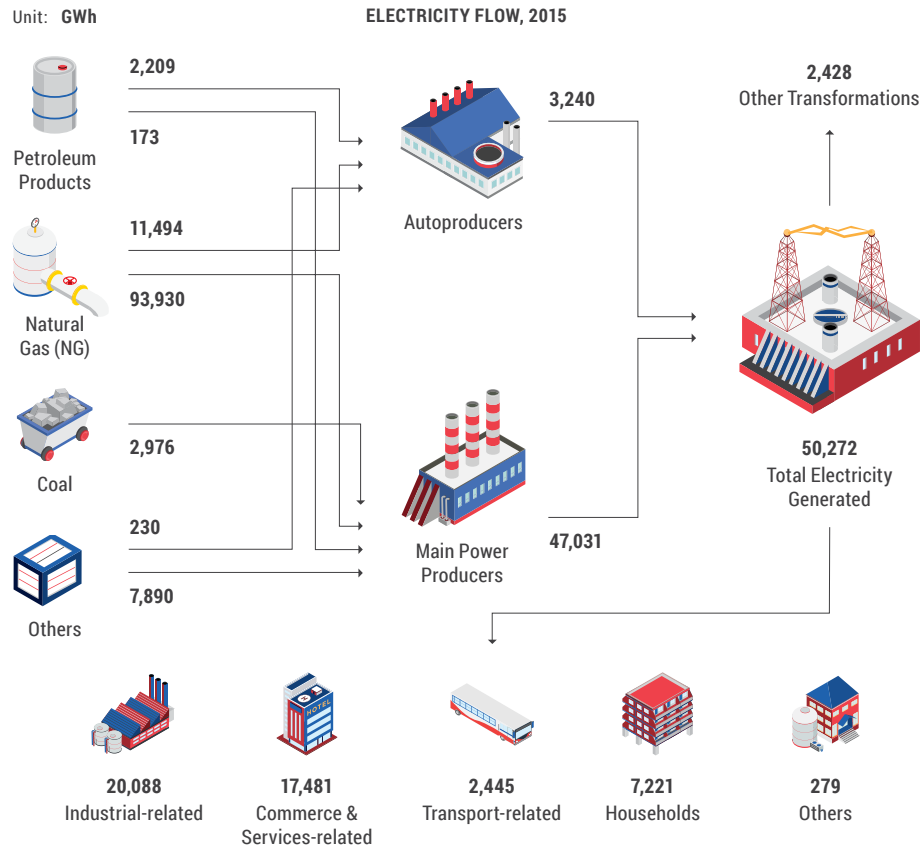 Unit: GWh
ELECTRICITY FLOW, 2015
2,209
173
Petroleum
Products
11,494
93,930
Natural
Gas (NG)
2,976
Coal
230
7,890
Others
Autoproducers
3,240
Main Power
Producers
47,031
2,428
Other Transformations
50,272
Total Electricity
Generated
HOTEL
H
20,088
Industrial-related
17,481
Commerce &
Services-related
2,445
Transport-related
7,221
Households
279
Others